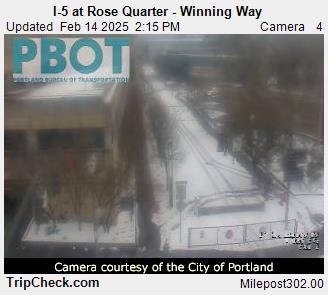 I-5 at Rose Quarter - Winning Way
Updated Feb 14 2025 2:15 PM Camera 4
PBOT
PORTLAND BUREAU OF TRANSPORTATION
Camera courtesy of the City of Portland
TripCheck.com Milepost302.00